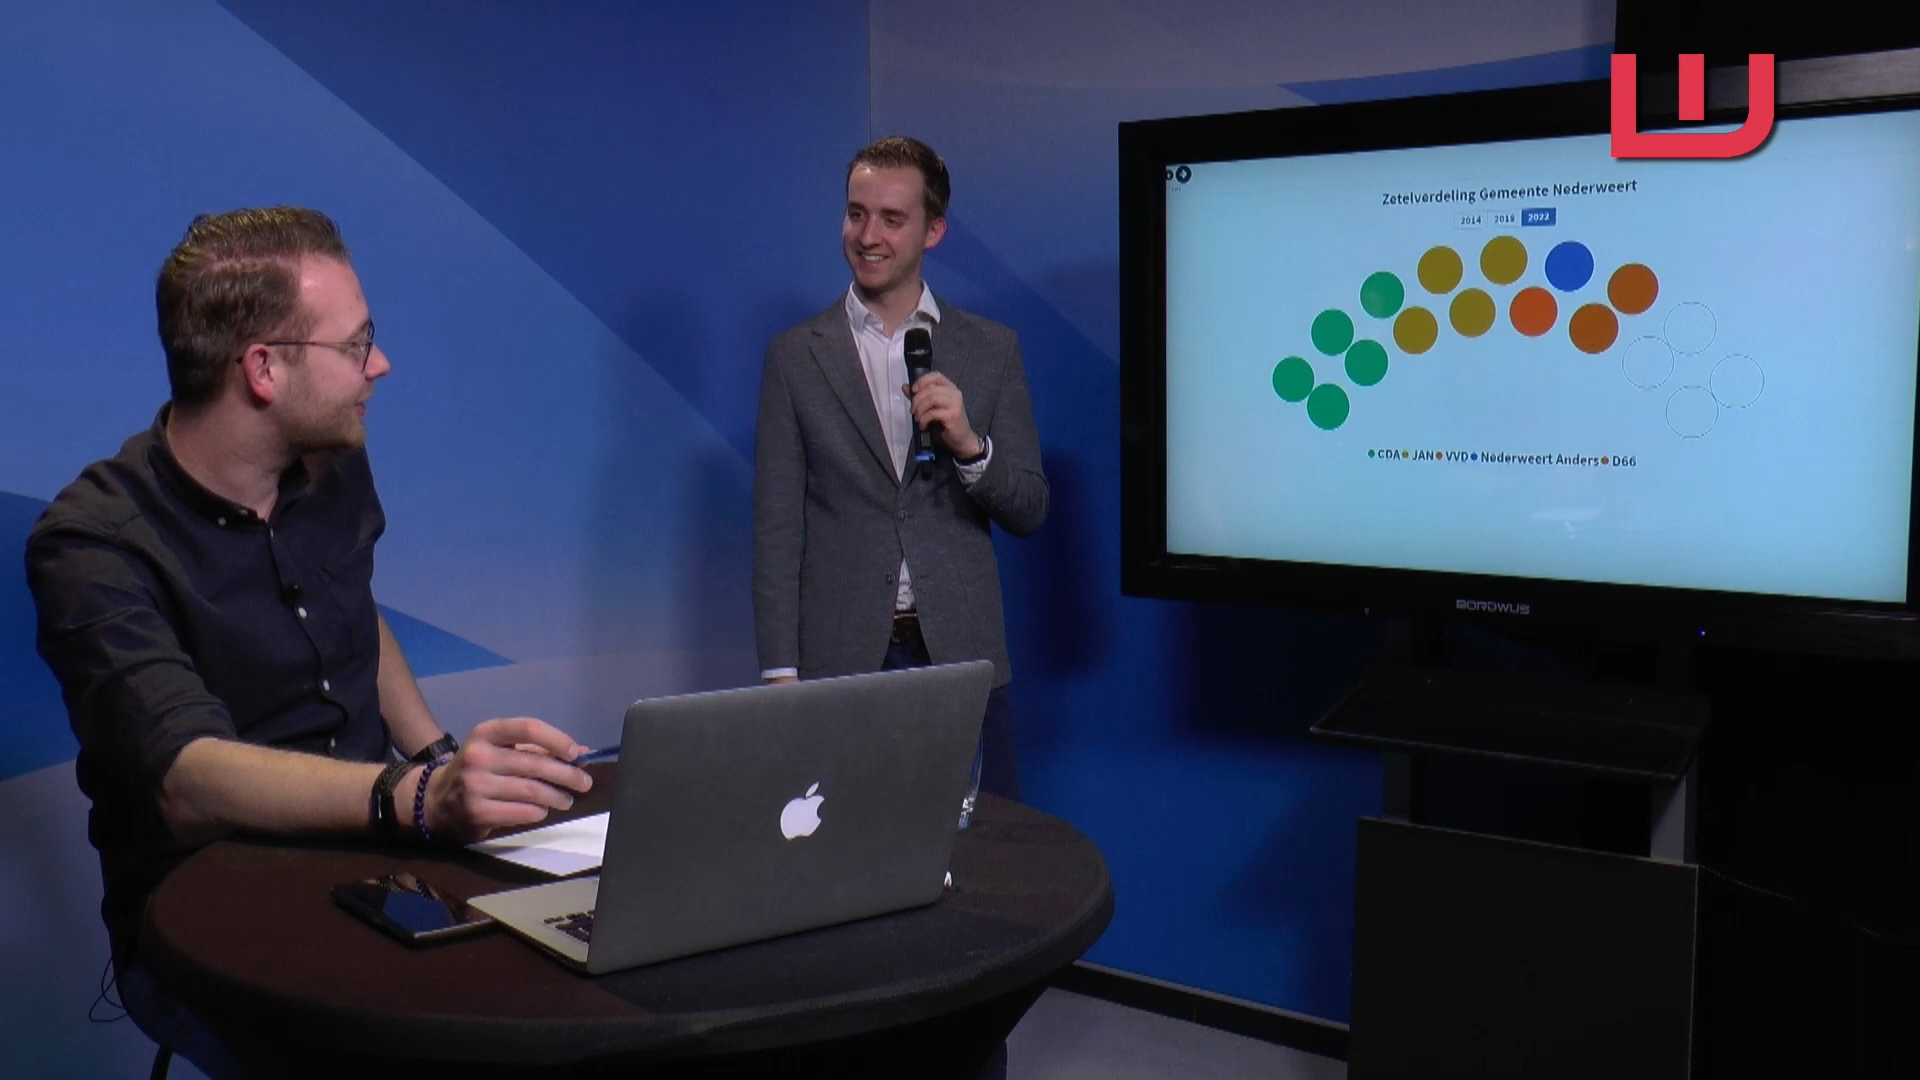 Zetelverdeling Gemeente Nederweert
2014 2018 2022
CDA JAN VVD Nederweert Anders D66
BORDWIJS